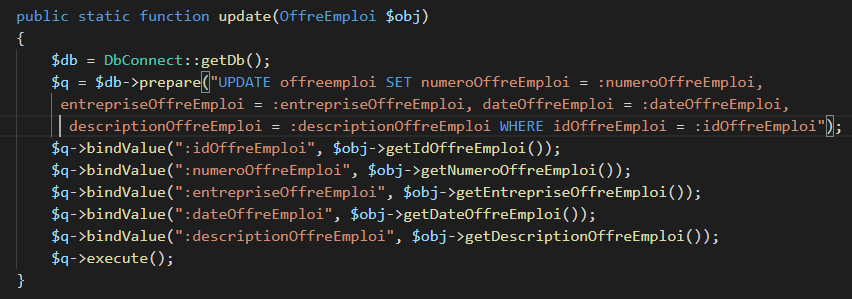 public static function update(OffreEmploi $obj)
{
$db = DbConnect::getDb();
$q = $db->prepare("UPDATE offreemploi SET numeroOffreEmploi = :numeroOffreEmploi,
entrepriseOffreEmploi = :entrepriseOffreEmploi, dateOffreEmploi = :dateOffreEmploi,
descriptionOffreEmploi = :descriptionOffreEmploi WHERE idOffreEmploi = :idOffreEmploi");
$q->bindValue(":idOffreEmploi", $obj->getIdOffreEmploi());
$q->bindValue(":numeroOffreEmploi", $obj->getNumeroOffreEmploi());
$q->bindValue(":entrepriseOffreEmploi", $obj->getEntrepriseOffreEmploi());
$q->bindValue(":dateOffreEmploi", $obj->getDateOffreEmploi());
$q->bindValue(":descriptionOffreEmploi", $obj->getDescriptionOffreEmploi());
$q->execute();
}